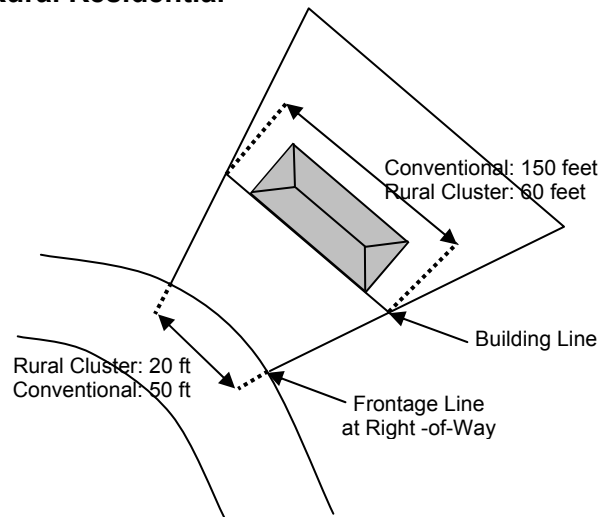 Rural Residential
Conventional: 150 feet
Rural Cluster: 60 feet
Building Line
Rural Cluster: 20 ft
Conventional: 50 ft
Frontage Line
at Right -of-Way